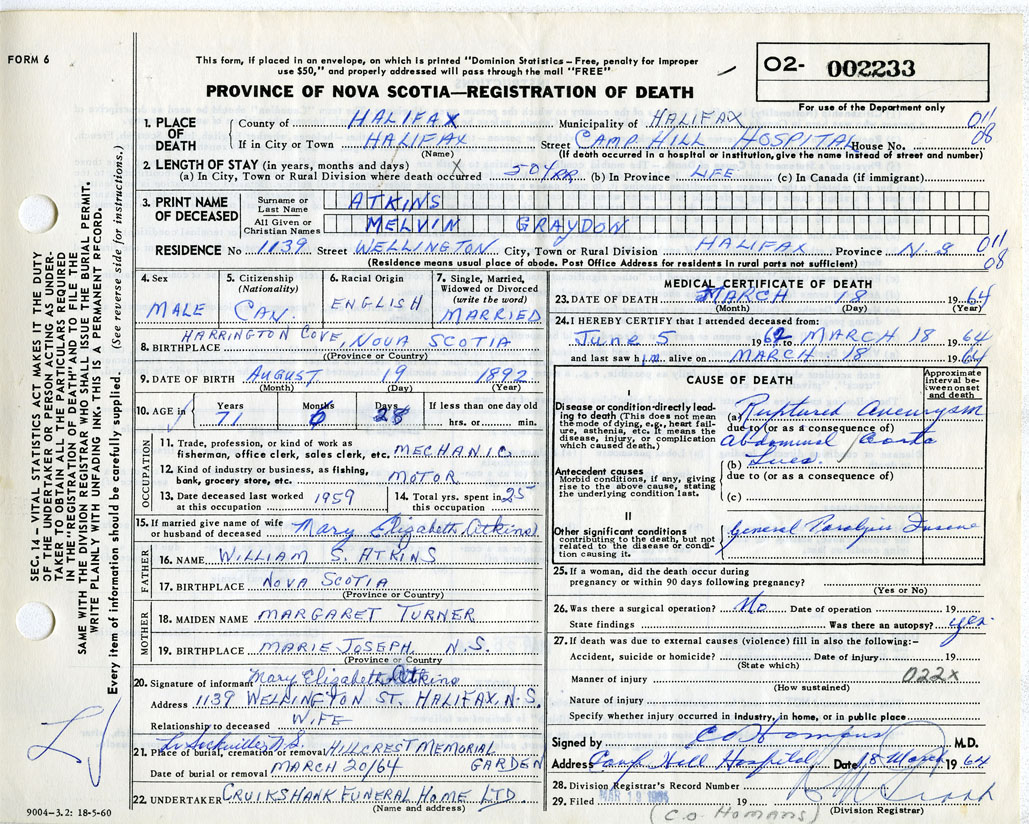 FORM 6
This form, if placed in an envelope, on which is printed "Dominion Statistics – Free, penalty for improper
use $50," and properly addressed will pass through the mail "FREE"
PROVINCE OF NOVA SCOTIA—REGISTRATION OF DEATH
O2- 002233
For use of the Department only
1. PLACE OF DEATH
County of HALIFAX Municipality of HALIFAX 011
If in City or Town HALIFAX Street CAMP HILL HOSPITAL House No. 08
(Name) (If death occurred in a hospital or institution, give the name instead of street and number)
2. LENGTH OF STAY (in years, months and days)
(a) In City, Town or Rural Division where death occurred 50 YRR (b) In Province LIFE (c) In Canada (if immigrant)
3. PRINT NAME OF DECEASED
Surname or Last Name ATKINS
All Given or Christian Names MELVIN GRAYDON
RESIDENCE No 1139 Street WELLINGTON City, Town or Rural Division HALIFAX Province N.S 011
(Residence means usual place of abode. Post Office Address for residents in rural parts not sufficient) 08
4. Sex MALE
5. Citizenship (Nationality) CAN.
6. Racial Origin ENGLISH
7. Single, Married, Widowed or Divorced (write the word) MARRIED
8. BIRTHPLACE HARRINGTON COVE, NOVA SCOTIA
(Province or Country)
9. DATE OF BIRTH AUGUST 19 1892
(Month) (Day) (Year)
10. AGE in Years 71 Months 6 Days 28 If less than one day old hrs. or min.
OCCUPATION
11. Trade, profession, or kind of work as
fisherman, office clerk, sales clerk, etc. MECHANIC
12. Kind of industry or business, as fishing,
bank, grocery store, etc. MOTOR
13. Date deceased last worked at this occupation 1959
14. Total yrs. spent in this occupation 25
15. If married give name of wife or husband of deceased Mary Elizabeth (Atkins)
FATHER
16. NAME WILLIAM S. ATKINS
17. BIRTHPLACE NOVA SCOTIA
(Province or Country)
MOTHER
18. MAIDEN NAME MARGARET TURNER
19. BIRTHPLACE MARIE JOSEPH, N.S.
(Province or Country)
20. Signature of informant Mary Elizabeth Atkins
Address 1139 WELLINGTON ST. HALIFAX, N.S.
Relationship to deceased WIFE
21. Place of burial, cremation or removal Lr Sackville N.S. HILLCREST MEMORIAL GARDEN
Date of burial or removal MARCH 20/64
22. UNDERTAKER CRUIKSHANK FUNERAL HOME LTD.
(Name and address)
9004–3.2: 18-5-60
MEDICAL CERTIFICATE OF DEATH
23. DATE OF DEATH MARCH 18 1964
(Month) (Day) (Year)
24. I HEREBY CERTIFY that I attended deceased from:
June 5 1962 to MARCH 18 1964
and last saw him alive on MARCH 18 1964
CAUSE OF DEATH
Approximate interval between onset and death
I
Disease or condition directly leading to death (This does not mean the mode of dying, e.g., heart failure, asthenia, etc. It means the disease, injury, or complication which caused death.)
(a) Ruptured Aneurysm
due to (or as a consequence of)
abdominal aorta
Antecedent causes
Morbid conditions, if any, giving rise to the above cause, stating the underlying condition last.
(b) Lues.
due to (or as a consequence of)
(c)
II
Other significant conditions
contributing to the death, but not related to the disease or condition causing it.
General Paralysis Insane
25. If a woman, did the death occur during
pregnancy or within 90 days following pregnancy?
(Yes or No)
26. Was there a surgical operation? No Date of operation 19
State findings Was there an autopsy? yes
27. If death was due to external causes (violence) fill in also the following:–
Accident, suicide or homicide? Date of injury 19
(State which)
Manner of injury 022X
(How sustained)
Nature of injury
Specify whether injury occurred in industry, in home, or in public place
Signed by C O Homans M.D.
Address Camp Hill Hospital Date 18 March 1964
28. Division Registrar's Record Number
29. Filed MAR 19 1964
(Division Registrar)
(C.O. HOMANS)
SEC. 14 – VITAL STATISTICS ACT MAKES IT THE DUTY
OF THE UNDERTAKER OR PERSON ACTING AS UNDER-
TAKER TO OBTAIN ALL THE PARTICULARS REQUIRED
IN THE "REGISTRATION OF DEATH" AND TO FILE THE
SAME WITH THE DIVISION REGISTRAR WHO SHALL ISSUE THE BURIAL PERMIT.
WRITE PLAINLY WITH UNFADING INK. THIS IS A PERMANENT RECORD.
Every item of information should be carefully supplied. (See reverse side for instructions.)